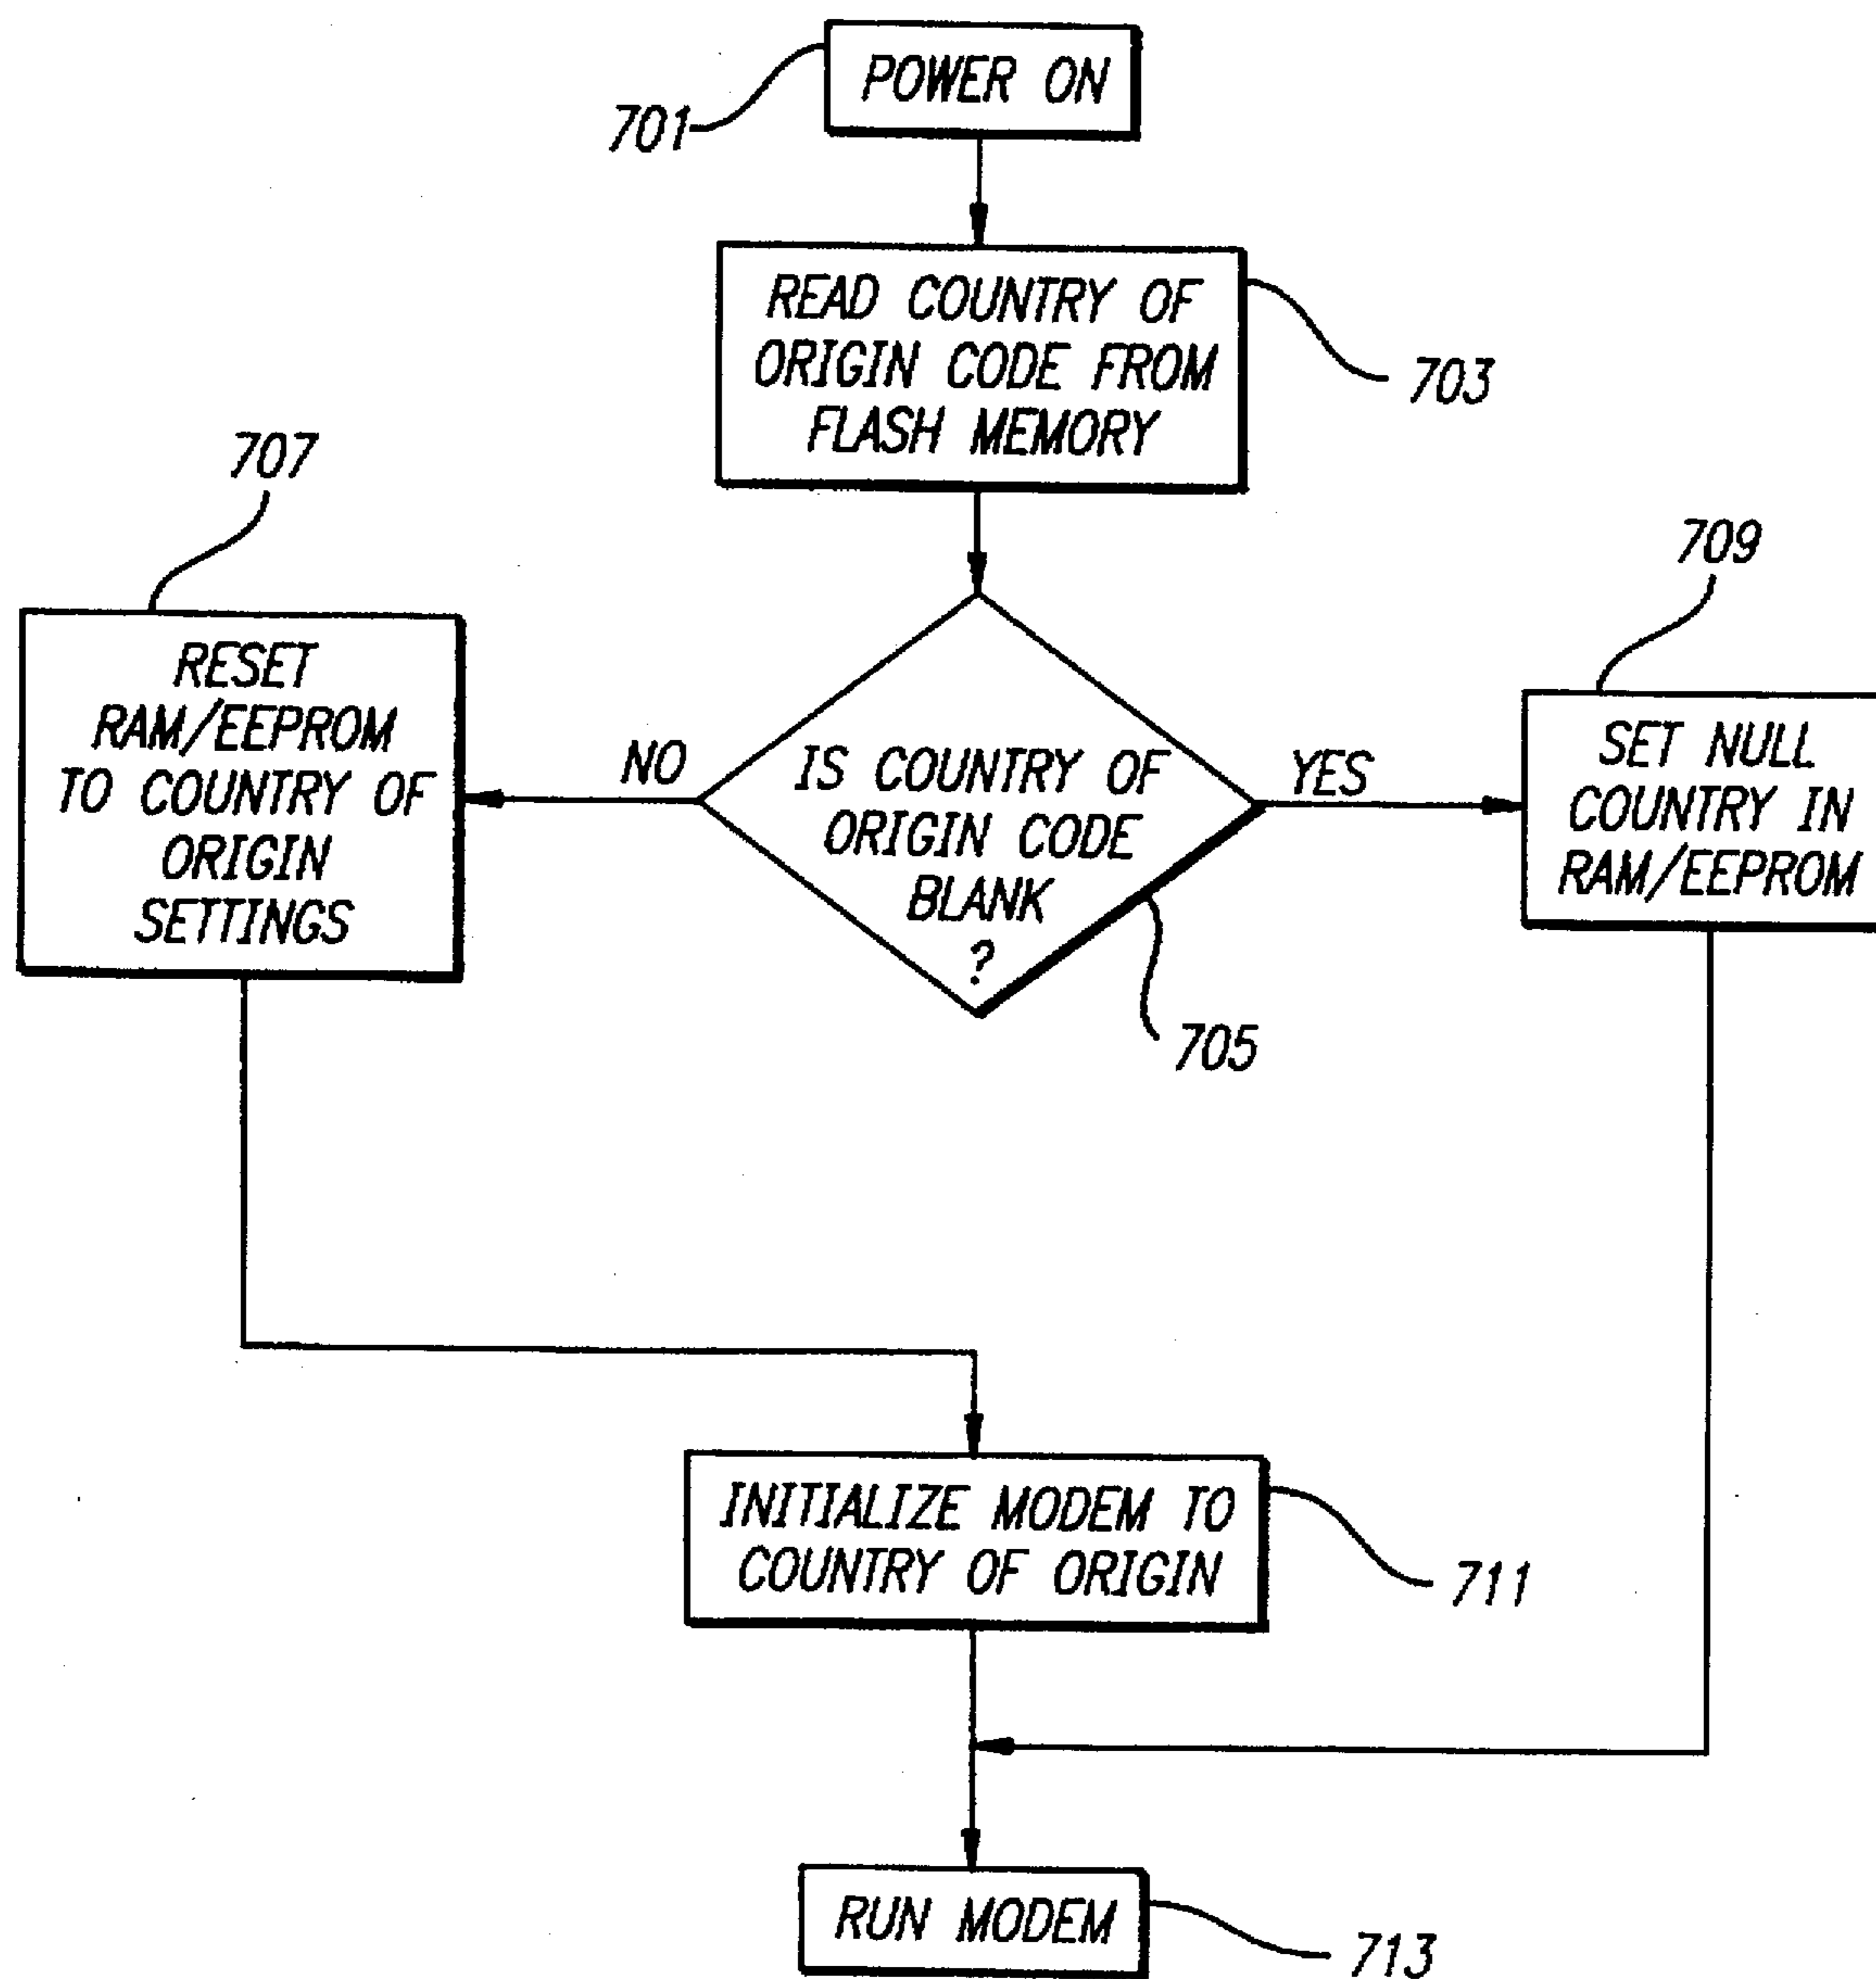 POWER ON
701
READ COUNTRY OF
ORIGIN CODE FROM
FLASH MEMORY
703
707
709
RESET
RAM/EEPROM
TO COUNTRY OF
ORIGIN
SETTINGS
NO
IS COUNTRY OF
ORIGIN CODE
BLANK
?
YES
SET NULL
COUNTRY IN
RAM/EEPROM
705
INITIALIZE MODEM TO
COUNTRY OF ORIGIN
711
RUN MODEM
713